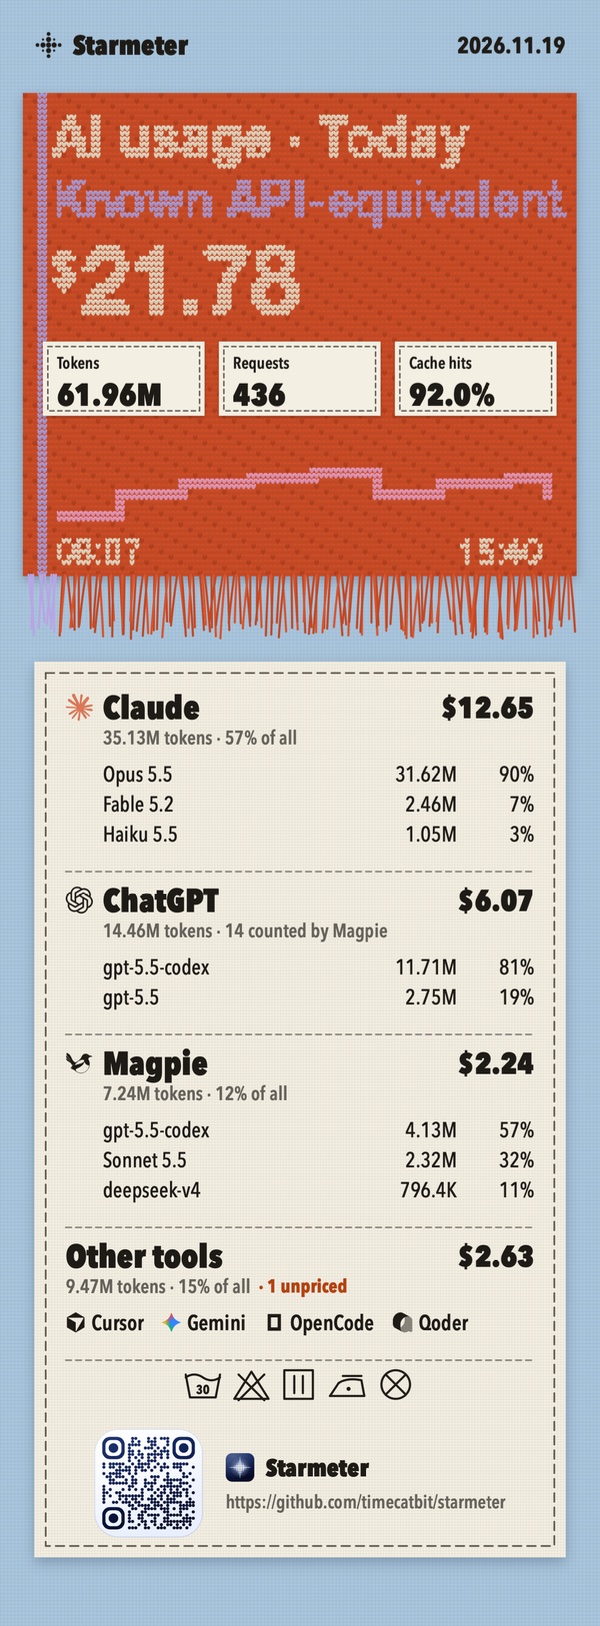 Starmeter
2026.11.19
AI usage · Today
Known API-equivalent
$21.78
Tokens
61.96M
Requests
436
Cache hits
92.0%
08:07
15:40
Claude $12.65
35.13M tokens · 57% of all
Opus 5.5 31.62M 90%
Fable 5.2 2.46M 7%
Haiku 5.5 1.05M 3%
ChatGPT $6.07
14.46M tokens · 14 counted by Magpie
gpt-5.5-codex 11.71M 81%
gpt-5.5 2.75M 19%
Magpie $2.24
7.24M tokens · 12% of all
gpt-5.5-codex 4.13M 57%
Sonnet 5.5 2.32M 32%
deepseek-v4 796.4K 11%
Other tools $2.63
9.47M tokens · 15% of all · 1 unpriced
Cursor Gemini OpenCode Qoder
30
Starmeter
https://github.com/timecatbit/starmeter